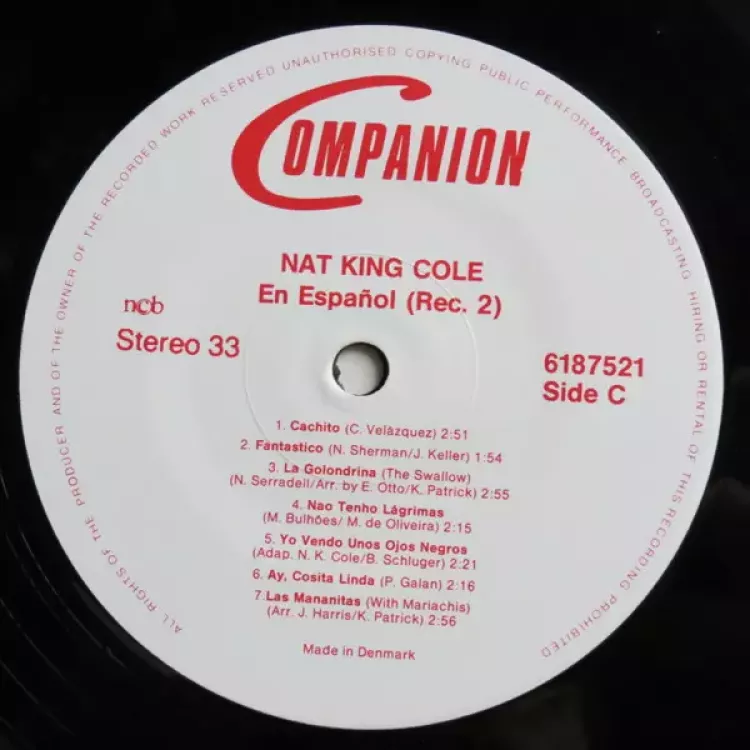 ALL RIGHTS OF THE PRODUCER AND OF THE OWNER OF THE RECORDED WORK RESERVED UNAUTHORISED COPYING PUBLIC PERFORMANCE BROADCASTING HIRING OR RENTAL OF THIS RECORDING PROHIBITED
COMPANION
NAT KING COLE
En Español (Rec. 2)
ncb
Stereo 33
6187521
Side C
1. Cachito (C. Velàzquez) 2:51
2. Fantastico (N. Sherman/J. Keller) 1:54
3. La Golondrina (The Swallow)
(N. Serradell/Arr. by E. Otto/K. Patrick) 2:55
4. Nao Tenho Lágrimas
(M. Bulhões/ M. de Oliveira) 2:15
5. Yo Vendo Unos Ojos Negros
(Adap. N. K. Cole/B. Schluger) 2:21
6. Ay, Cosita Linda (P. Galan) 2:16
7. Las Mananitas (With Mariachis)
(Arr. J. Harris/K. Patrick) 2:56
Made in Denmark